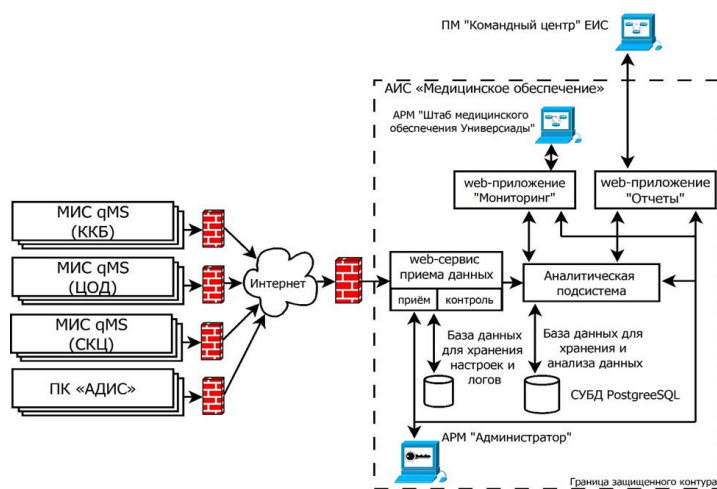 ПМ "Командный центр" ЕИС
АИС «Медицинское обеспечение»
АРМ "Штаб медицинского
обеспечения Универсиады"
web-приложение
"Мониторинг"
web-приложение
"Отчеты"
МИС qMS
(ККБ)
МИС qMS
(ЦОД)
МИС qMS
(СКЦ)
ПК «АДИС»
Интернет
web-сервис
приема данных
приём
контроль
Аналитическая
подсистема
База данных
для хранения
настроек и
логов
База данных для
хранения и
анализа данных
СУБД PostgreeSQL
АРМ "Администратор"
Граница защищенного контура